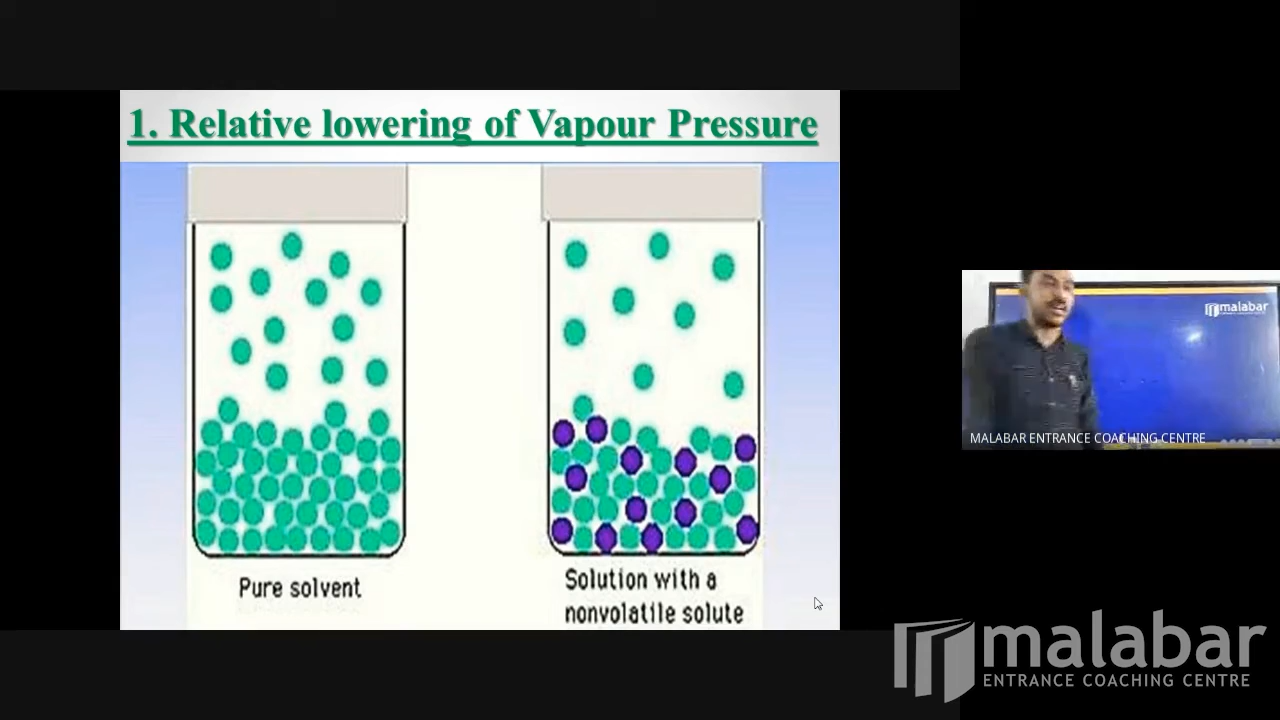 1. Relative lowering of Vapour Pressure
Pure solvent
Solution with a
nonvolatile solute
malabar
MALABAR ENTRANCE COACHING CENTRE
malabar
ENTRANCE COACHING CENTRE